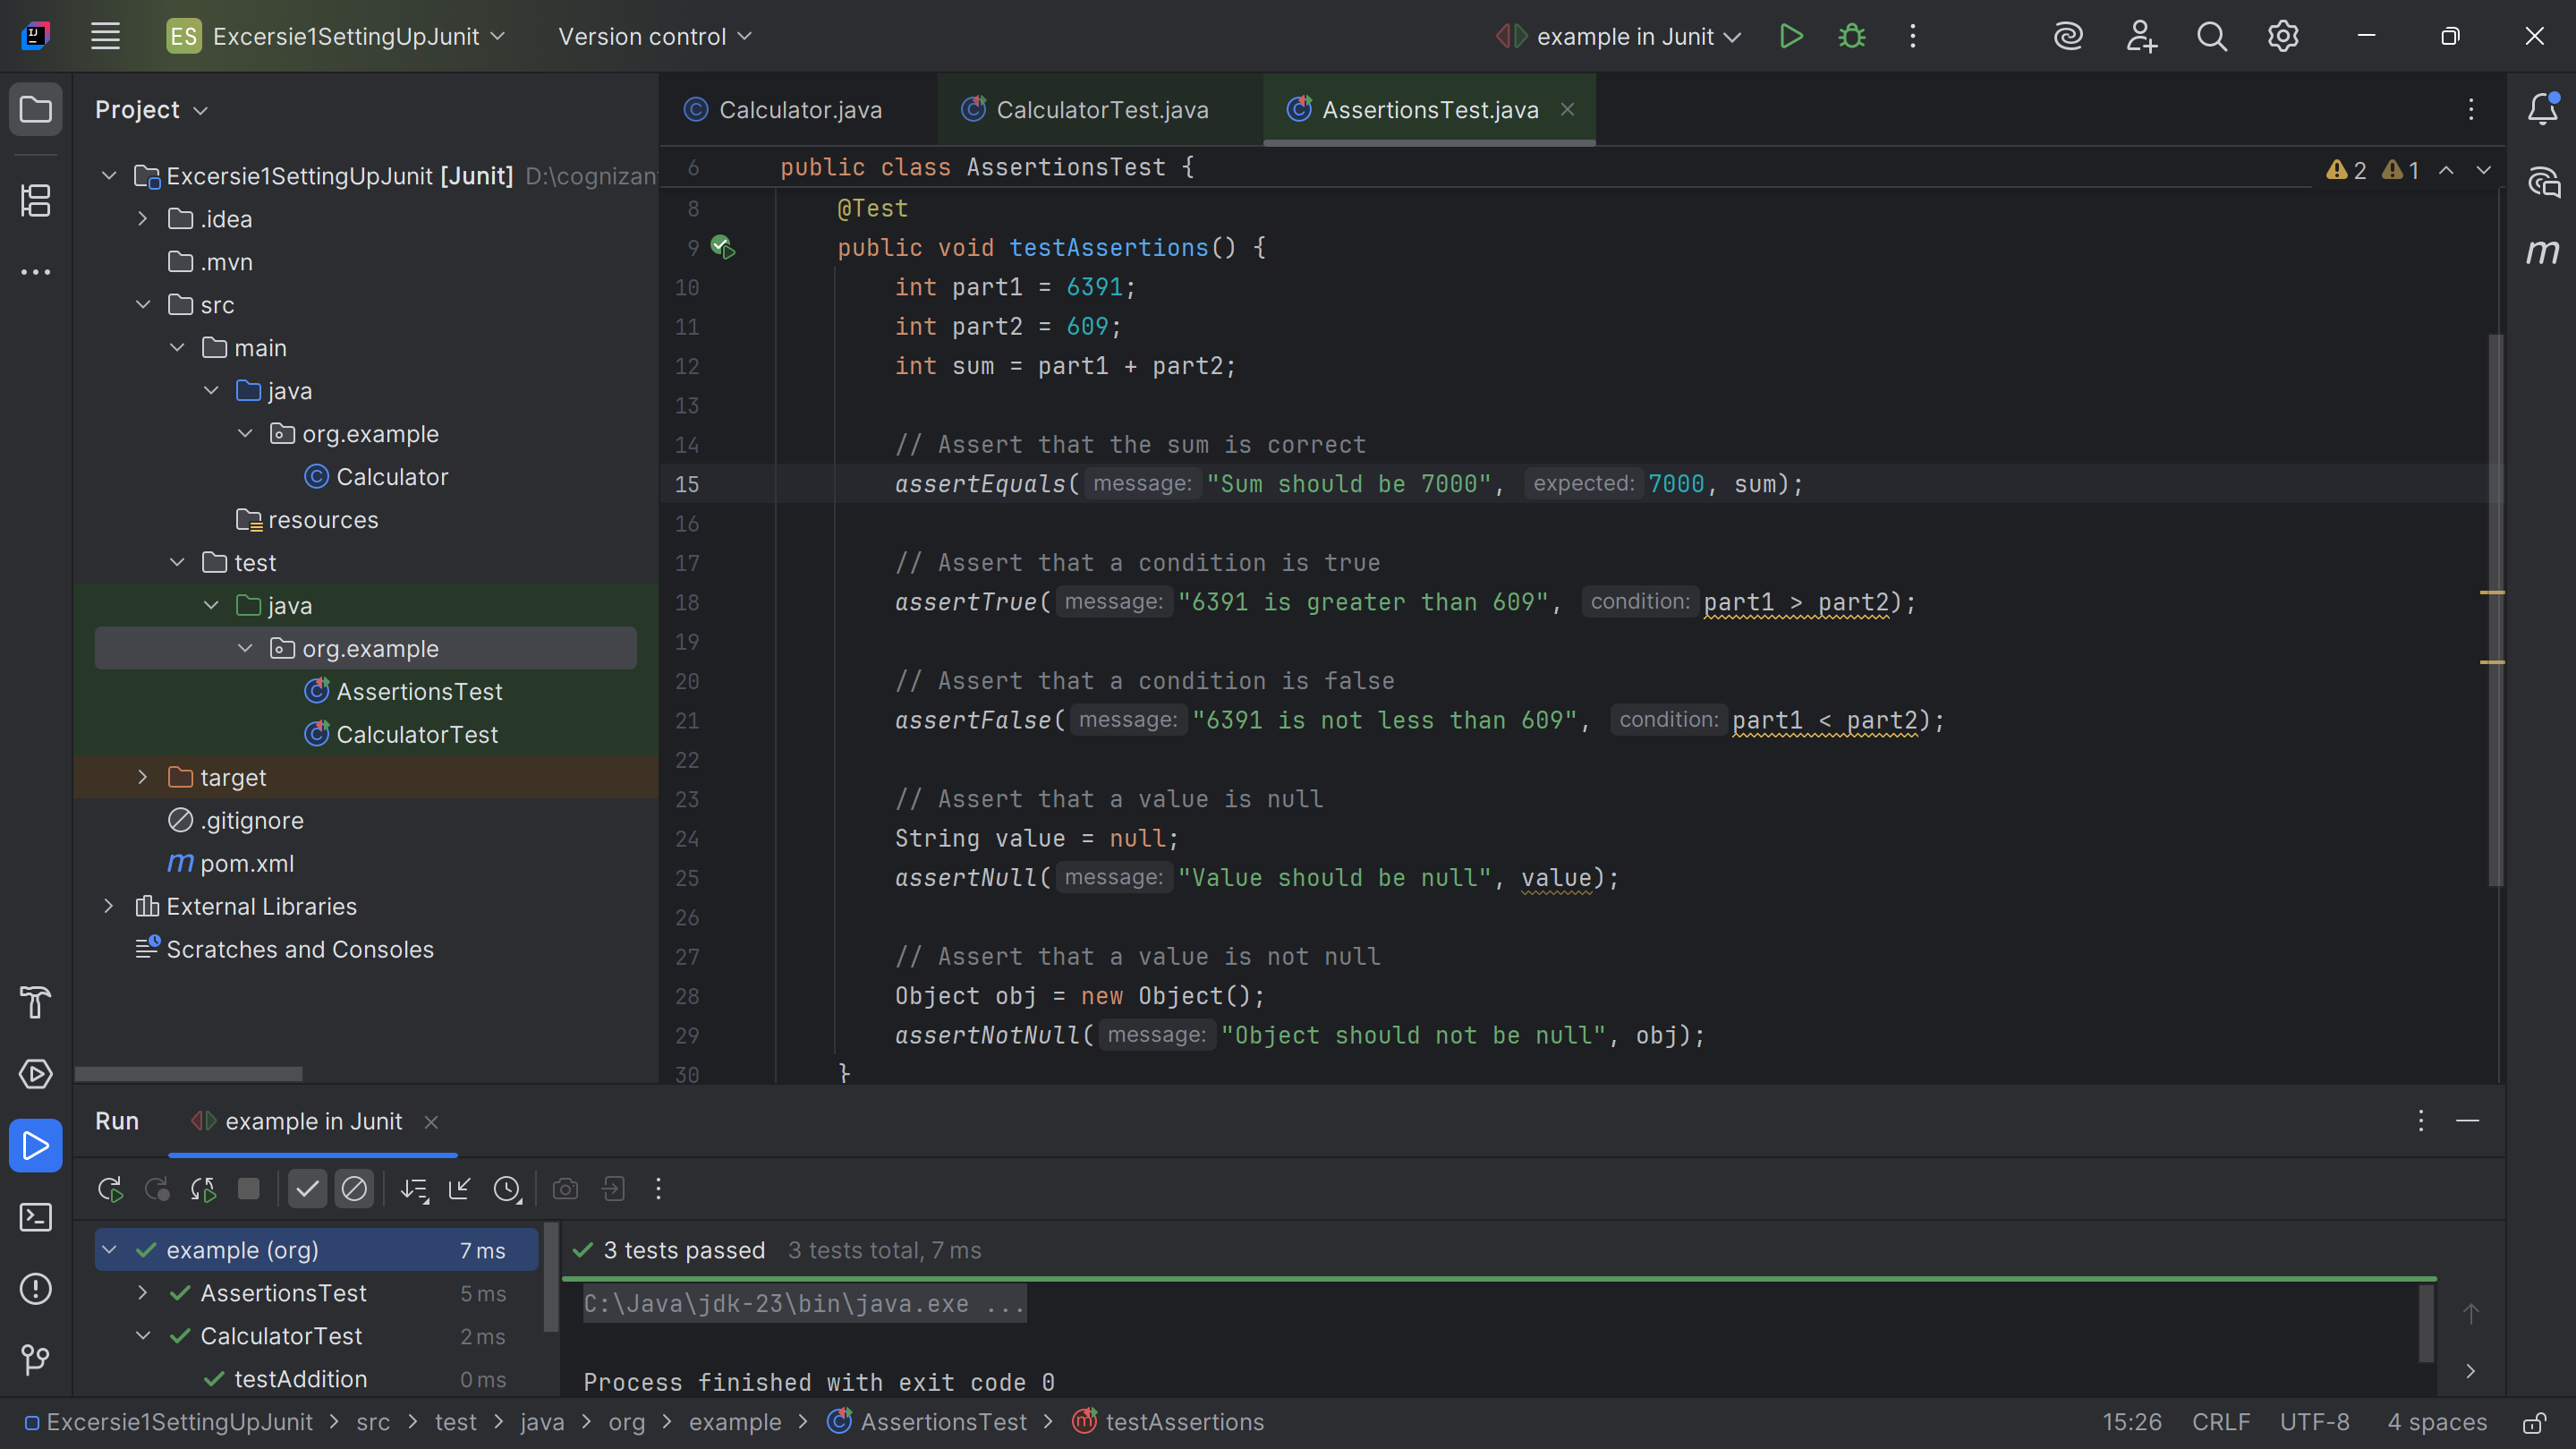 ES Excersie1SettingUpJunit Version control example in Junit
Project
Calculator.java CalculatorTest.java AssertionsTest.java
Excersie1SettingUpJunit [Junit] D:\cognizan
.idea
.mvn
src
main
java
org.example
Calculator
resources
test
java
org.example
AssertionsTest
CalculatorTest
target
.gitignore
m pom.xml
External Libraries
Scratches and Consoles
6 public class AssertionsTest { 2 1
8 @Test
9 public void testAssertions() {
10 int part1 = 6391;
11 int part2 = 609;
12 int sum = part1 + part2;
13
14 // Assert that the sum is correct
15 assertEquals( message: "Sum should be 7000", expected: 7000, sum);
16
17 // Assert that a condition is true
18 assertTrue( message: "6391 is greater than 609", condition: part1 > part2);
19
20 // Assert that a condition is false
21 assertFalse( message: "6391 is not less than 609", condition: part1 < part2);
22
23 // Assert that a value is null
24 String value = null;
25 assertNull( message: "Value should be null", value);
26
27 // Assert that a value is not null
28 Object obj = new Object();
29 assertNotNull( message: "Object should not be null", obj);
30 }
m
Run example in Junit
example (org) 7 ms
AssertionsTest 5 ms
CalculatorTest 2 ms
testAddition 0 ms
3 tests passed 3 tests total, 7 ms
C:\Java\jdk-23\bin\java.exe ...
Process finished with exit code 0
Excersie1SettingUpJunit > src > test > java > org > example > AssertionsTest > testAssertions 15:26 CRLF UTF-8 4 spaces